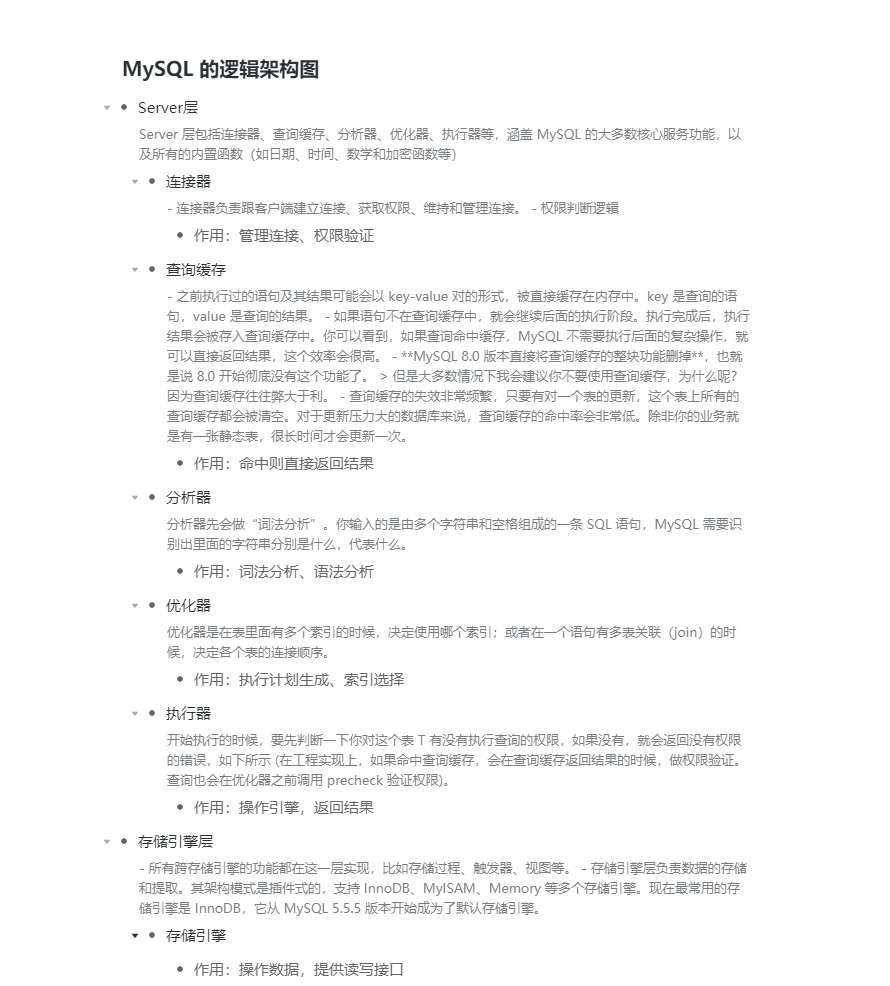 MySQL 的逻辑架构图
Server层
Server 层包括连接器、查询缓存、分析器、优化器、执行器等，涵盖 MySQL 的大多数核心服务功能，以
及所有的内置函数（如日期、时间、数学和加密函数等）
连接器
- 连接器负责跟客户端建立连接、获取权限、维持和管理连接。 - 权限判断逻辑
作用：管理连接、权限验证
查询缓存
- 之前执行过的语句及其结果可能会以 key-value 对的形式，被直接缓存在内存中。key 是查询的语
句，value 是查询的结果。 - 如果语句不在查询缓存中，就会继续后面的执行阶段。执行完成后，执行
结果会被存入查询缓存中。你可以看到，如果查询命中缓存，MySQL 不需要执行后面的复杂操作，就
可以直接返回结果，这个效率会很高。 - **MySQL 8.0 版本直接将查询缓存的整块功能删掉**，也就
是说 8.0 开始彻底没有这个功能了。 > 但是大多数情况下我会建议你不要使用查询缓存，为什么呢？
因为查询缓存往往弊大于利。 - 查询缓存的失效非常频繁，只要有对一个表的更新，这个表上所有的
查询缓存都会被清空。对于更新压力大的数据库来说，查询缓存的命中率会非常低。除非你的业务就
是有一张静态表，很长时间才会更新一次。
作用：命中则直接返回结果
分析器
分析器先会做“词法分析”。你输入的是由多个字符串和空格组成的一条 SQL 语句，MySQL 需要识
别出里面的字符串分别是什么，代表什么。
作用：词法分析、语法分析
优化器
优化器是在表里面有多个索引的时候，决定使用哪个索引；或者在一个语句有多表关联（join）的时
候，决定各个表的连接顺序。
作用：执行计划生成、索引选择
执行器
开始执行的时候，要先判断一下你对这个表 T 有没有执行查询的权限，如果没有，就会返回没有权限
的错误，如下所示 (在工程实现上，如果命中查询缓存，会在查询缓存返回结果的时候，做权限验证。
查询也会在优化器之前调用 precheck 验证权限)。
作用：操作引擎，返回结果
存储引擎层
- 所有跨存储引擎的功能都在这一层实现，比如存储过程、触发器、视图等。 - 存储引擎层负责数据的存储
和提取。其架构模式是插件式的，支持 InnoDB、MyISAM、Memory 等多个存储引擎。现在最常用的存
储引擎是 InnoDB，它从 MySQL 5.5.5 版本开始成为了默认存储引擎。
存储引擎
作用：操作数据，提供读写接口